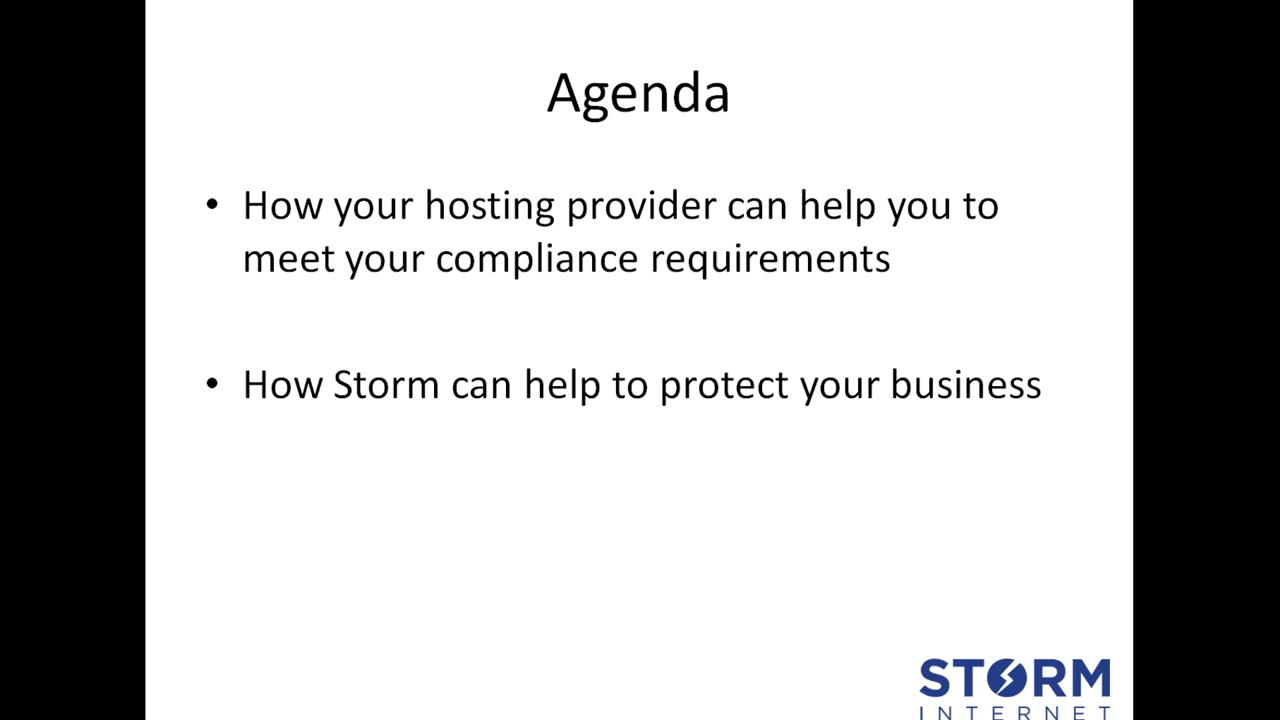 Agenda
• How your hosting provider can help you to
meet your compliance requirements
• How Storm can help to protect your business
STORM
INTERNET